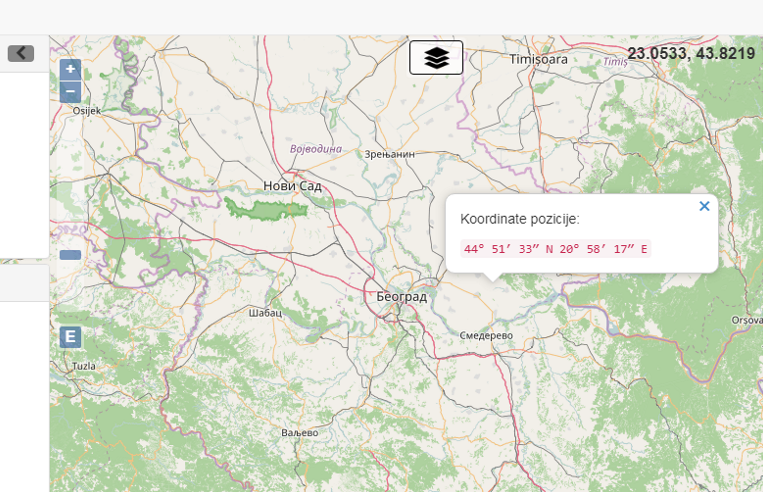 Timișoara
Timiș
23.0533, 43.8219
+
−
Osijek
Војводина
Зрењанин
Нови Сад
Koordinate pozicije:
44° 51′ 33″ N 20° 58′ 17″ E
Београд
Шабац
Orșova
E
Смедерево
Tuzla
Ваљево